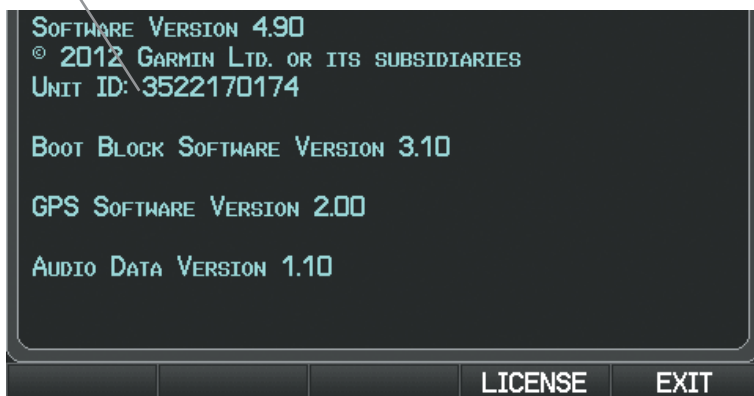 Software Version 4.90
© 2012 Garmin Ltd. or its subsidiaries
Unit ID: 3522170174
Boot Block Software Version 3.10
GPS Software Version 2.00
Audio Data Version 1.10
LICENSE EXIT